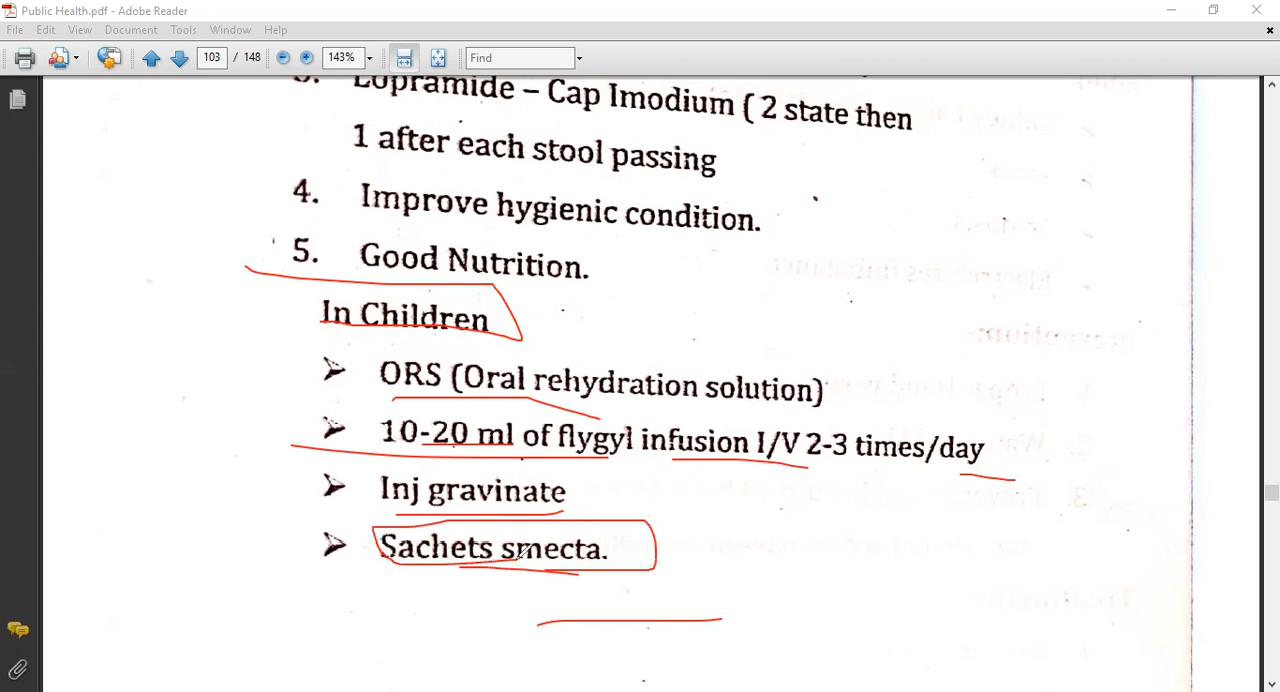 Public Health.pdf - Adobe Reader
File Edit View Document Tools Window Help
103 / 148 143% Find
3. Lopramide – Cap Imodium ( 2 state then
1 after each stool passing
4. Improve hygienic condition.
5. Good Nutrition.
In Children
ORS (Oral rehydration solution)
10-20 ml of flygyl infusion I/V 2-3 times/day
Inj gravinate
Sachets smecta.